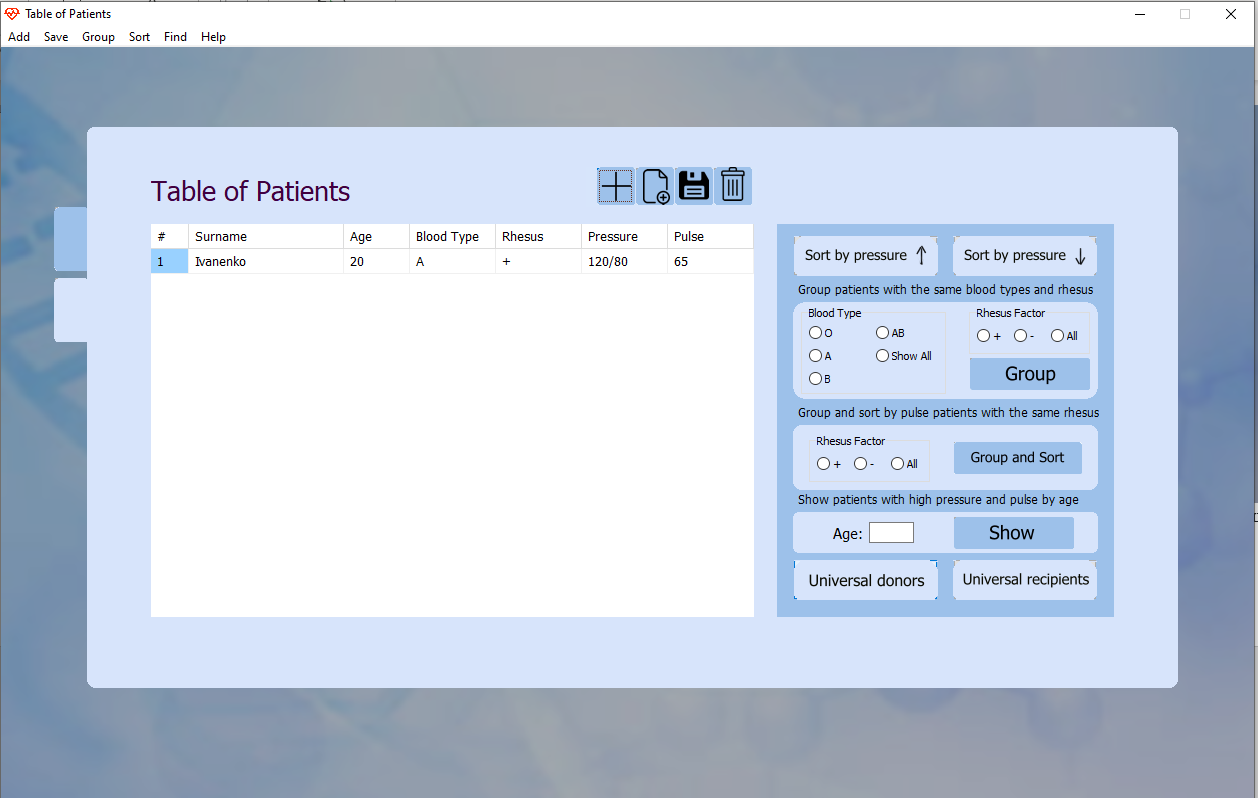 Table of Patients
Add Save Group Sort Find Help
Table of Patients
# Surname Age Blood Type Rhesus Pressure Pulse
1 Ivanenko 20 A + 120/80 65
Sort by pressure ↑ Sort by pressure ↓
Group patients with the same blood types and rhesus
Blood Type Rhesus Factor
O AB + - All
A Show All
B Group
Group and sort by pulse patients with the same rhesus
Rhesus Factor
+ - All Group and Sort
Show patients with high pressure and pulse by age
Age: Show
Universal donors Universal recipients